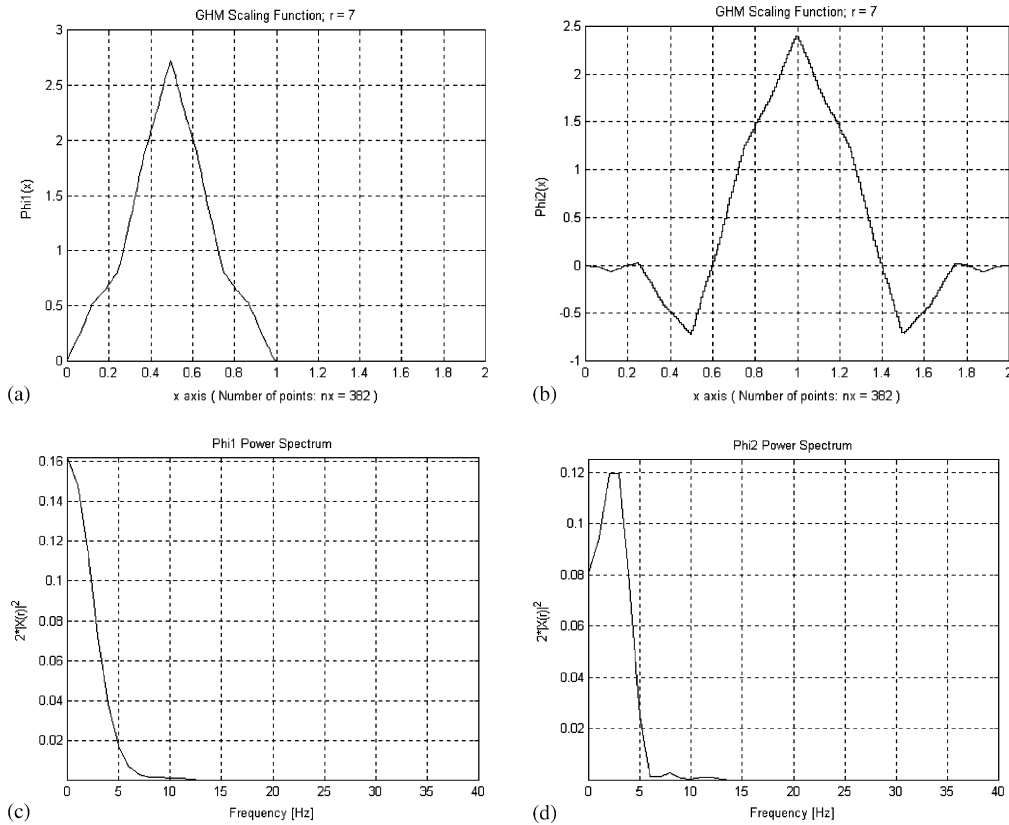 GHM Scaling Function; r = 7
3
2.5
2
1.5
1
0.5
0
Phi1(x)
0 0.2 0.4 0.6 0.8 1 1.2 1.4 1.6 1.8 2
x axis ( Number of points: nx = 382 )
(a)
GHM Scaling Function; r = 7
2.5
2
1.5
1
0.5
0
-0.5
-1
Phi2(x)
0 0.2 0.4 0.6 0.8 1 1.2 1.4 1.6 1.8 2
x axis ( Number of points: nx = 382 )
(b)
Phi1 Power Spectrum
0.16
0.14
0.12
0.1
0.08
0.06
0.04
0.02
2*|X(r)|²
0 5 10 15 20 25 30 35 40
Frequency [Hz]
(c)
Phi2 Power Spectrum
0.12
0.1
0.08
0.06
0.04
0.02
2*|X(r)|²
0 5 10 15 20 25 30 35 40
Frequency [Hz]
(d)